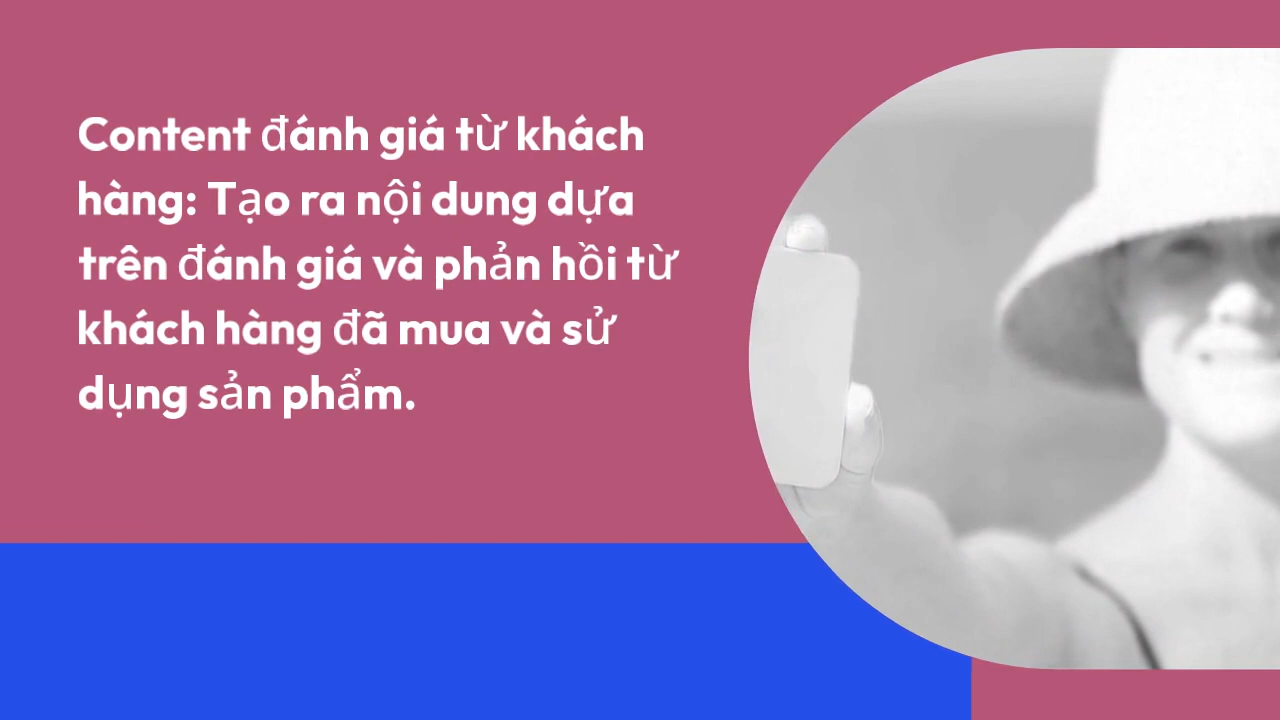 Content đánh giá từ khách
hàng: Tạo ra nội dung dựa
trên đánh giá và phản hồi từ
khách hàng đã mua và sử
dụng sản phẩm.